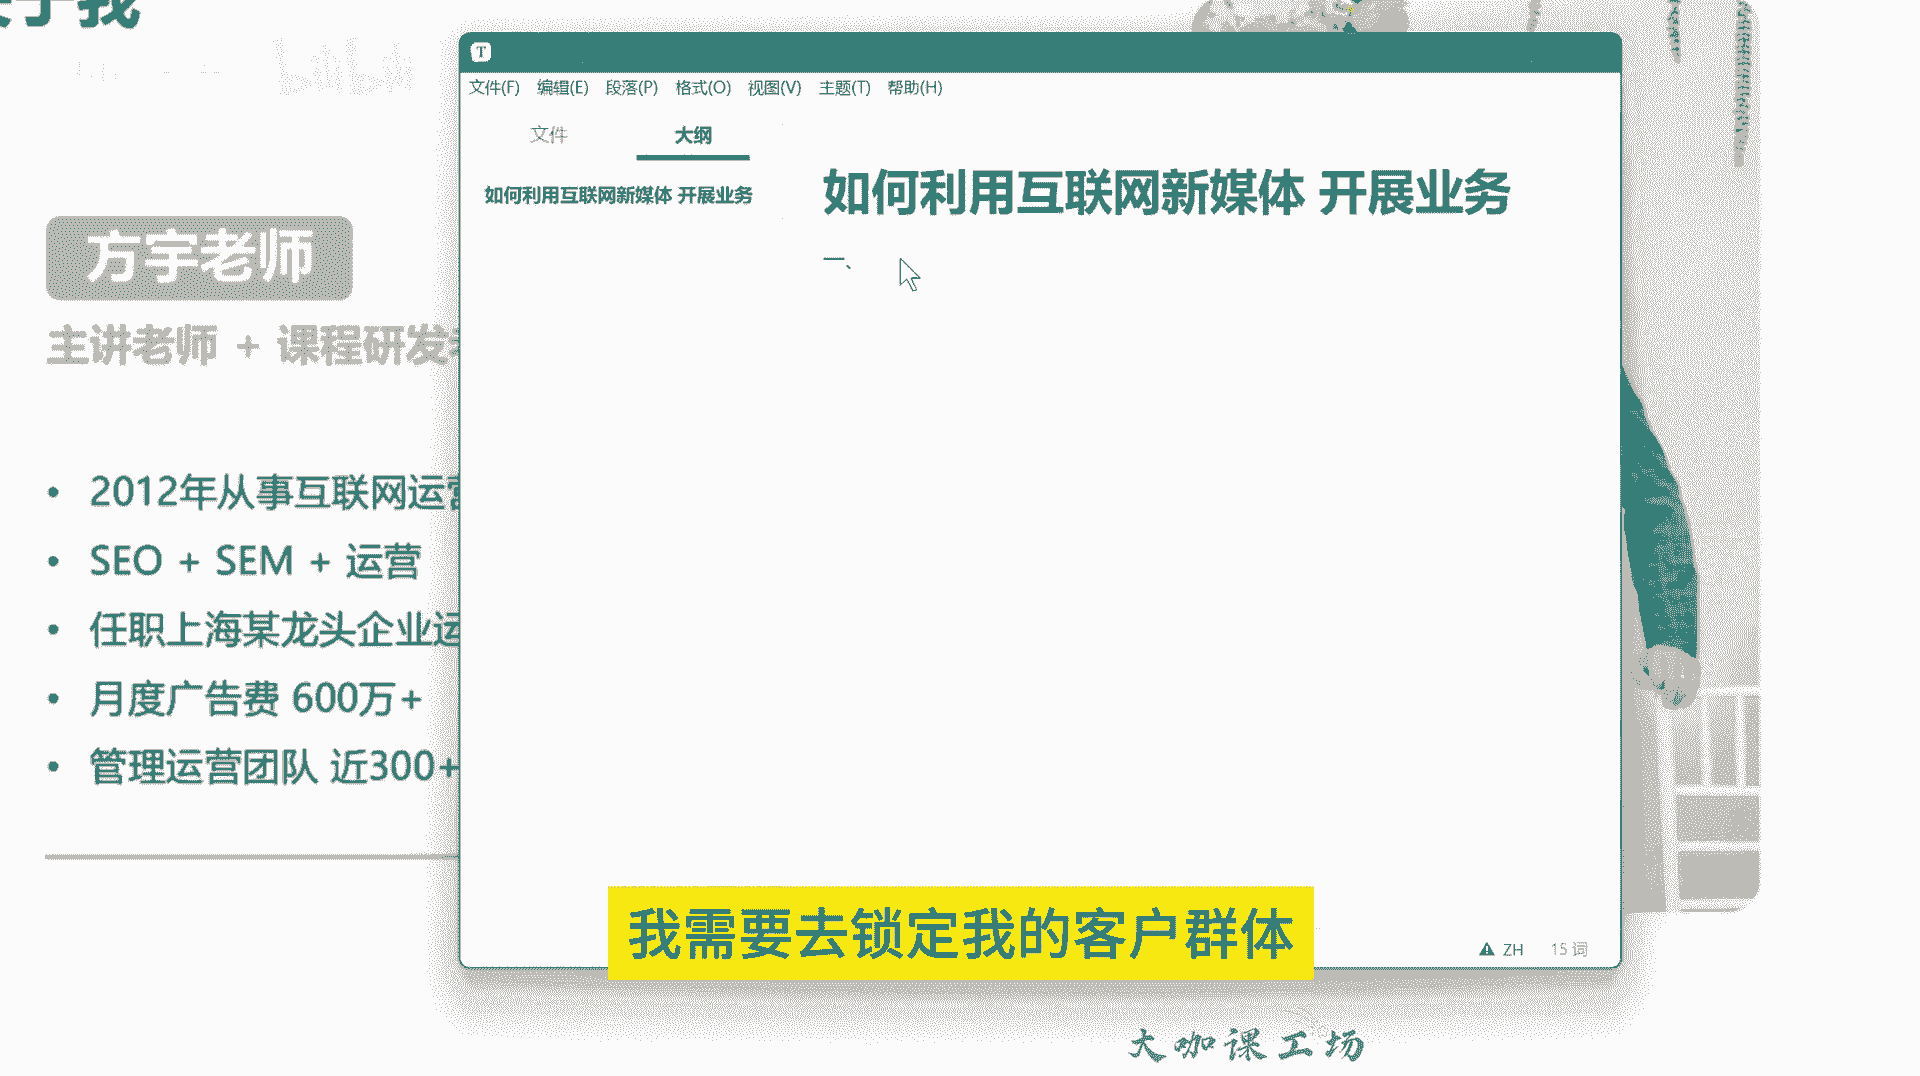 于我
bilibili
T
文件(F) 编辑(E) 段落(P) 格式(O) 视图(V) 主题(T) 帮助(H)
文件 大纲
如何利用互联网新媒体 开展业务
如何利用互联网新媒体 开展业务
一、
方宇老师
主讲老师 + 课程研发
2012年从事互联网运营
SEO + SEM + 运营
任职上海某龙头企业运
月度广告费 600万+
管理运营团队 近300+
我需要去锁定我的客户群体
ZH 15 词
大咖课工场